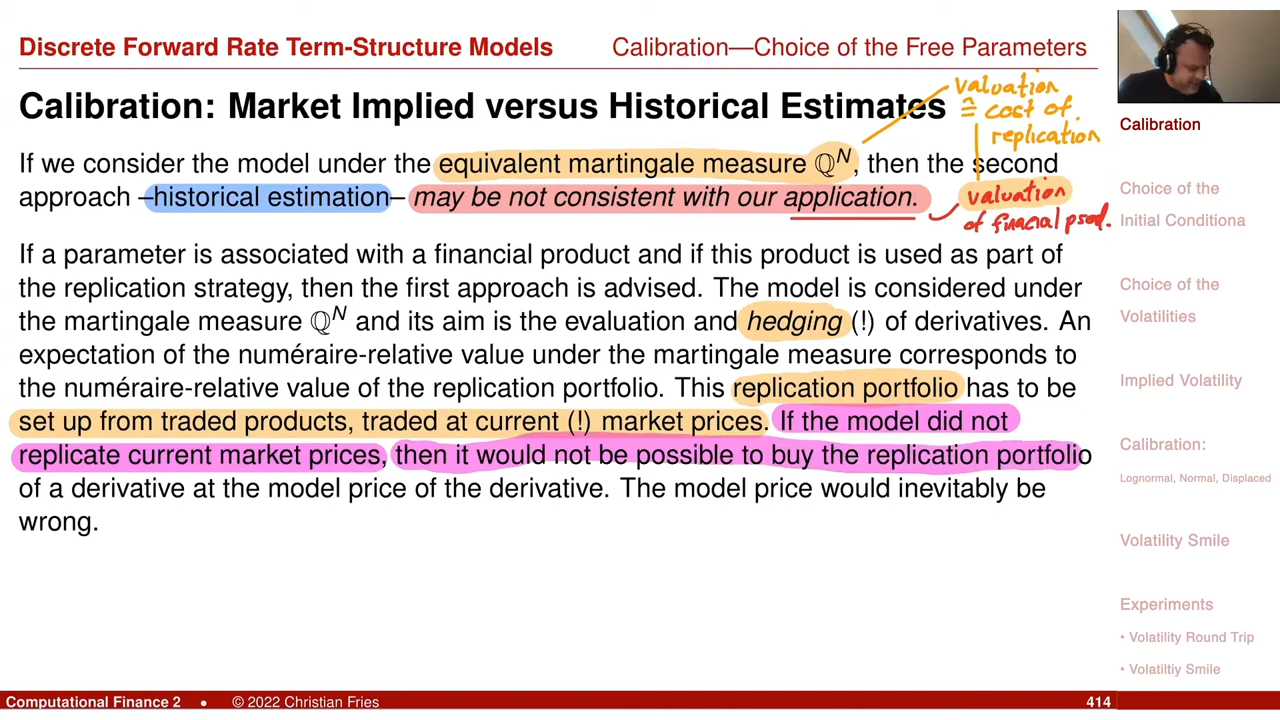 Discrete Forward Rate Term-Structure Models
Calibration—Choice of the Free Parameters
Calibration: Market Implied versus Historical Estimates
valuation
≙ cost of
replication
If we consider the model under the equivalent martingale measure ℚᴺ, then the second
approach –historical estimation– may be not consistent with our application.
valuation
of finacial prod.
If a parameter is associated with a financial product and if this product is used as part of
the replication strategy, then the first approach is advised. The model is considered under
the martingale measure ℚᴺ and its aim is the evaluation and hedging (!) of derivatives. An
expectation of the numéraire-relative value under the martingale measure corresponds to
the numéraire-relative value of the replication portfolio. This replication portfolio has to be
set up from traded products, traded at current (!) market prices. If the model did not
replicate current market prices, then it would not be possible to buy the replication portfolio
of a derivative at the model price of the derivative. The model price would inevitably be
wrong.
Calibration
Choice of the
Initial Conditiona
Choice of the
Volatilities
Implied Volatility
Calibration:
Lognormal, Normal, Displaced
Volatility Smile
Experiments
• Volatility Round Trip
• Volatiltiy Smile
Computational Finance 2 • © 2022 Christian Fries
414